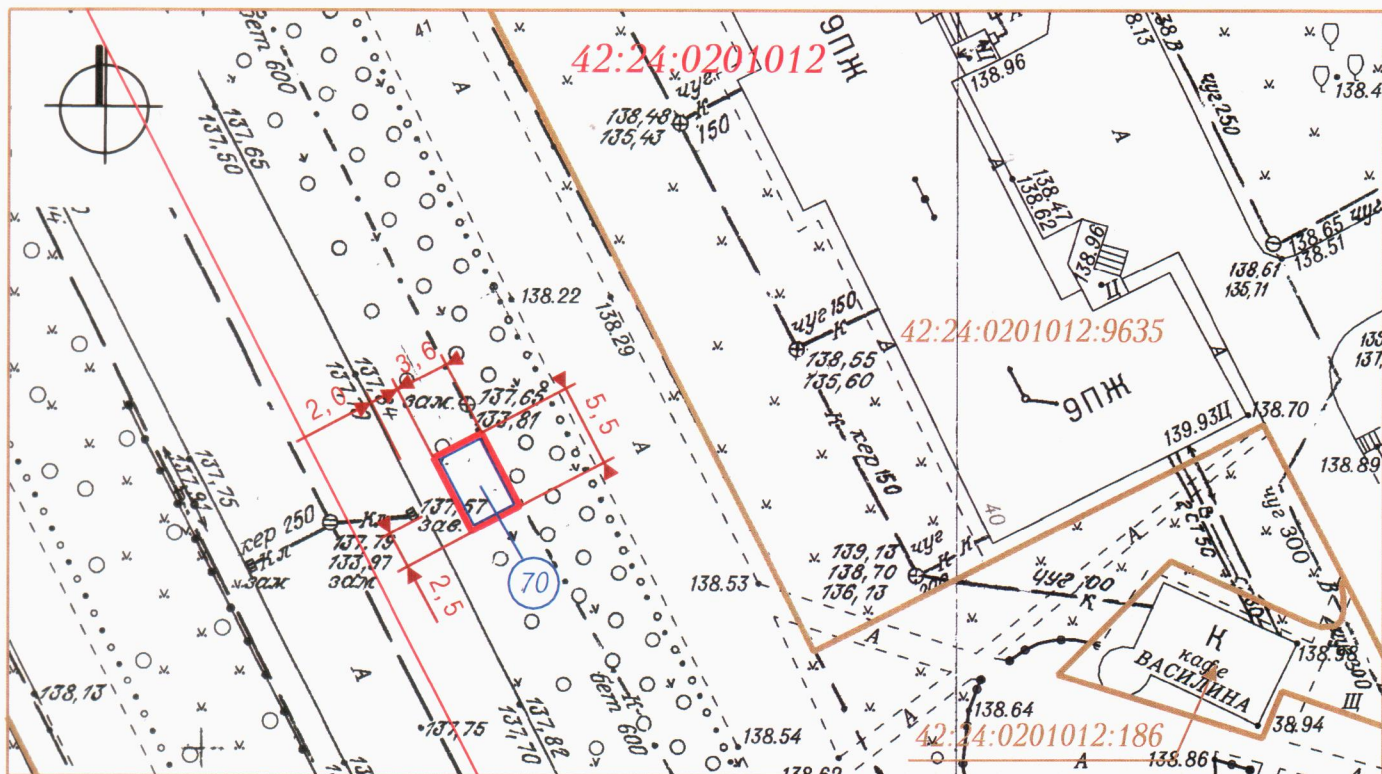 бет 600
41
А
42:24:0201012
9ПЖ
А
138.96
138.13
чуг.250
138.4
137,65
137,50
138,48
135,43
чуг.
К
150
А
А
138.47
138.62
138.96
Ц
138.65
138.51
чуг
138,61
135,71
138.22
138.29
чуг 150
К
138,55
135,60
А
42:24:0201012:9635
А
3,6
2,0
зам.
137,65
133,81
5,5
А
9ПЖ
139.93Ц
138.70
138.89
137.75
кер 150
К
кер 250
Кл
зам
Кл
137,57
зав.
137,79
133,97
зам
2,5
70
40
чуг
К
К
139,13
138,70
136,13
138.53
чуг 100
К
А
чуг 300
В
А
К
кафе
ВАСИЛИНА
138.98
Щ
138,13
А
137,75
137,82
137,70
К
бет 600
138.54
138.64
А
42:24:0201012:186
38.94
138.86
А